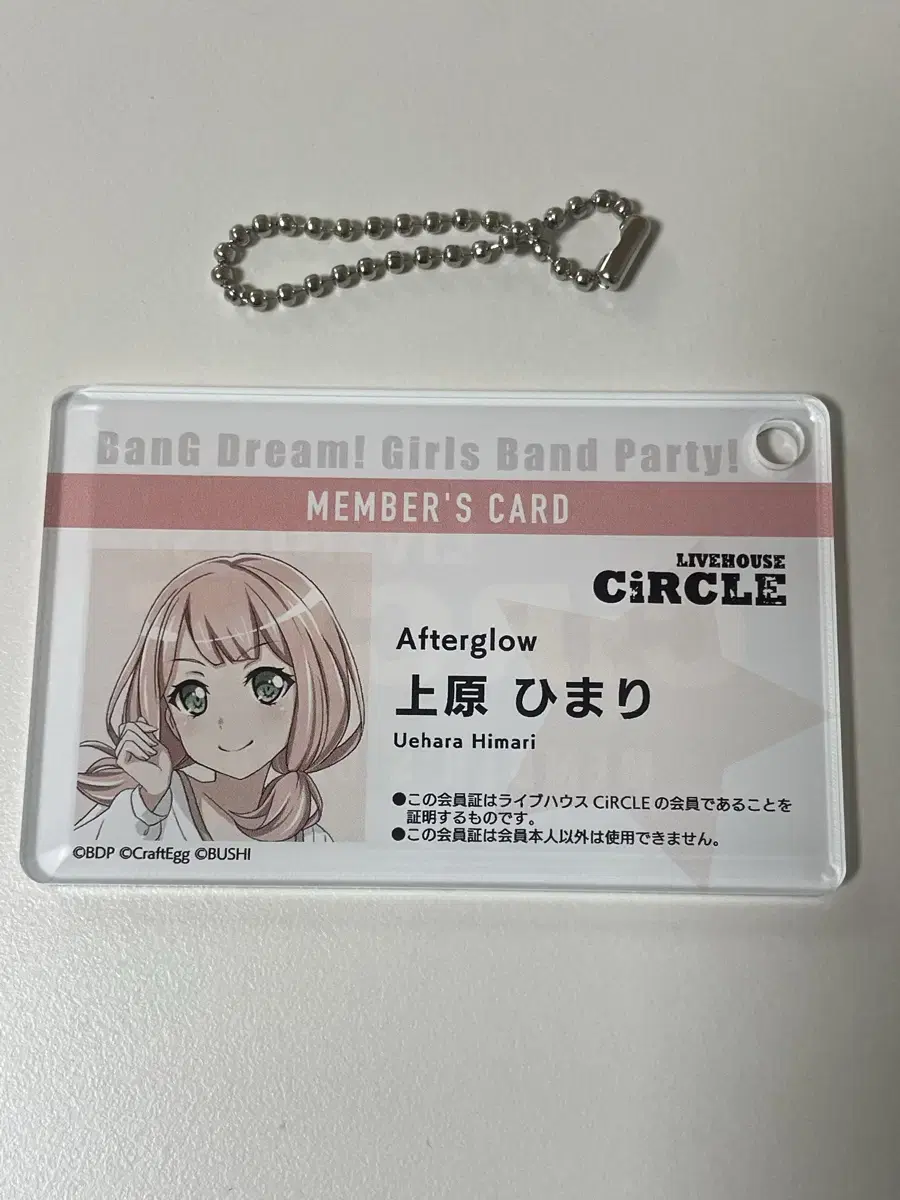 BanG Dream! Girls Band Party!
MEMBER'S CARD
LIVEHOUSE
CiRCLE
Afterglow
上原 ひまり
Uehara Himari
●この会員証はライブハウス CiRCLE の会員であることを
証明するものです。
●この会員証は会員本人以外は使用できません。
©BDP ©CraftEgg ©BUSHI